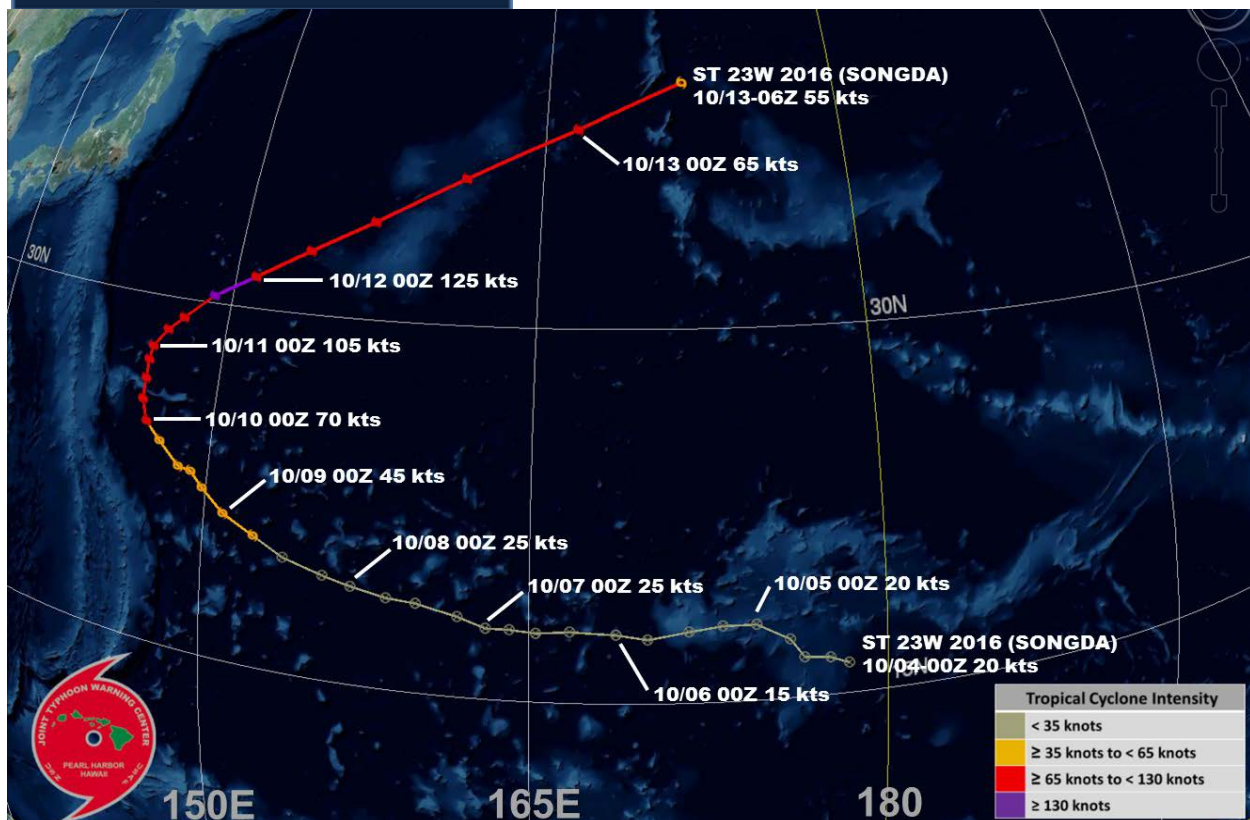 ST 23W 2016 (SONGDA)
10/13-06Z 55 kts
10/13 00Z 65 kts
30N
10/12 00Z 125 kts
30N
10/11 00Z 105 kts
10/10 00Z 70 kts
10/09 00Z 45 kts
10/08 00Z 25 kts
10/07 00Z 25 kts
10/05 00Z 20 kts
ST 23W 2016 (SONGDA)
10/04-00Z 20 kts
10/06 00Z 15 kts
JOINT TYPHOON WARNING CENTER
PEARL HARBOR
HAWAII
150E
165E
180
Tropical Cyclone Intensity
< 35 knots
≥ 35 knots to < 65 knots
≥ 65 knots to < 130 knots
≥ 130 knots